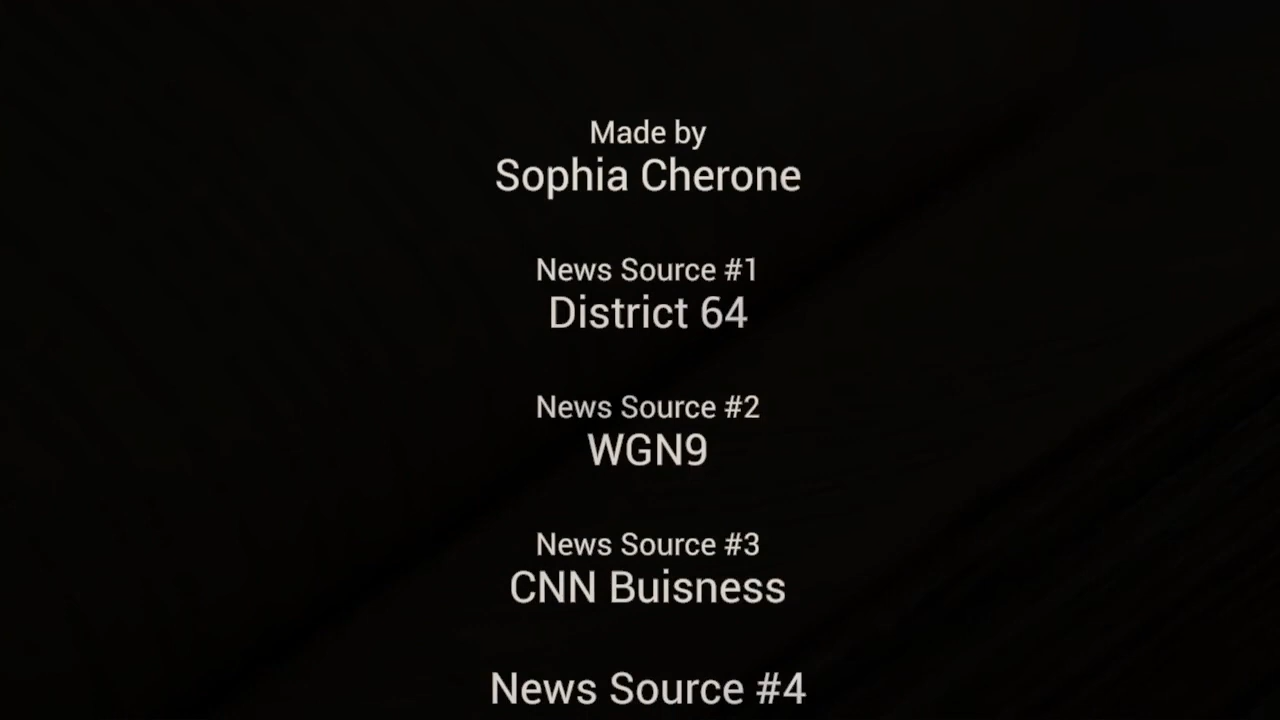 Made by
Sophia Cherone
News Source #1
District 64
News Source #2
WGN9
News Source #3
CNN Buisness
News Source #4